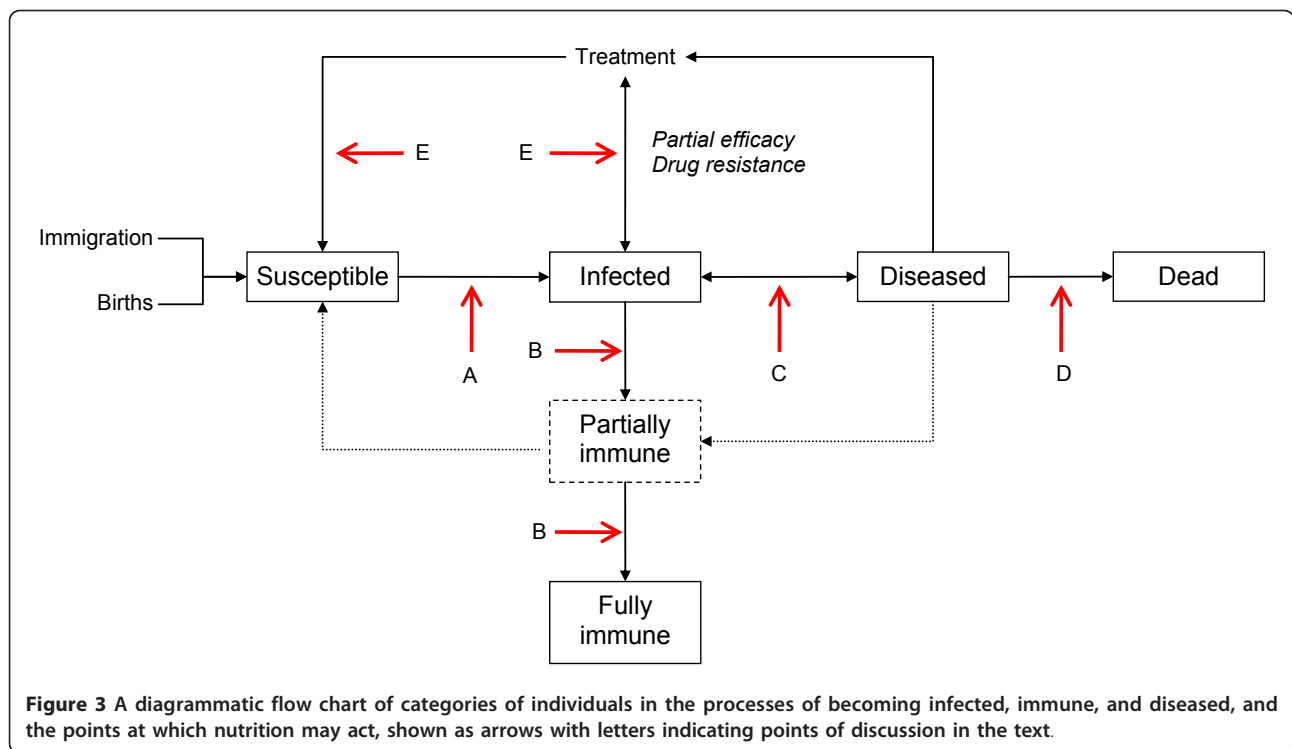 Treatment
E
E
Partial efficacy
Drug resistance
Immigration
Births
Susceptible
Infected
Diseased
Dead
A
B
C
D
Partially
immune
B
Fully
immune
Figure 3 A diagrammatic flow chart of categories of individuals in the processes of becoming infected, immune, and diseased, and
the points at which nutrition may act, shown as arrows with letters indicating points of discussion in the text.